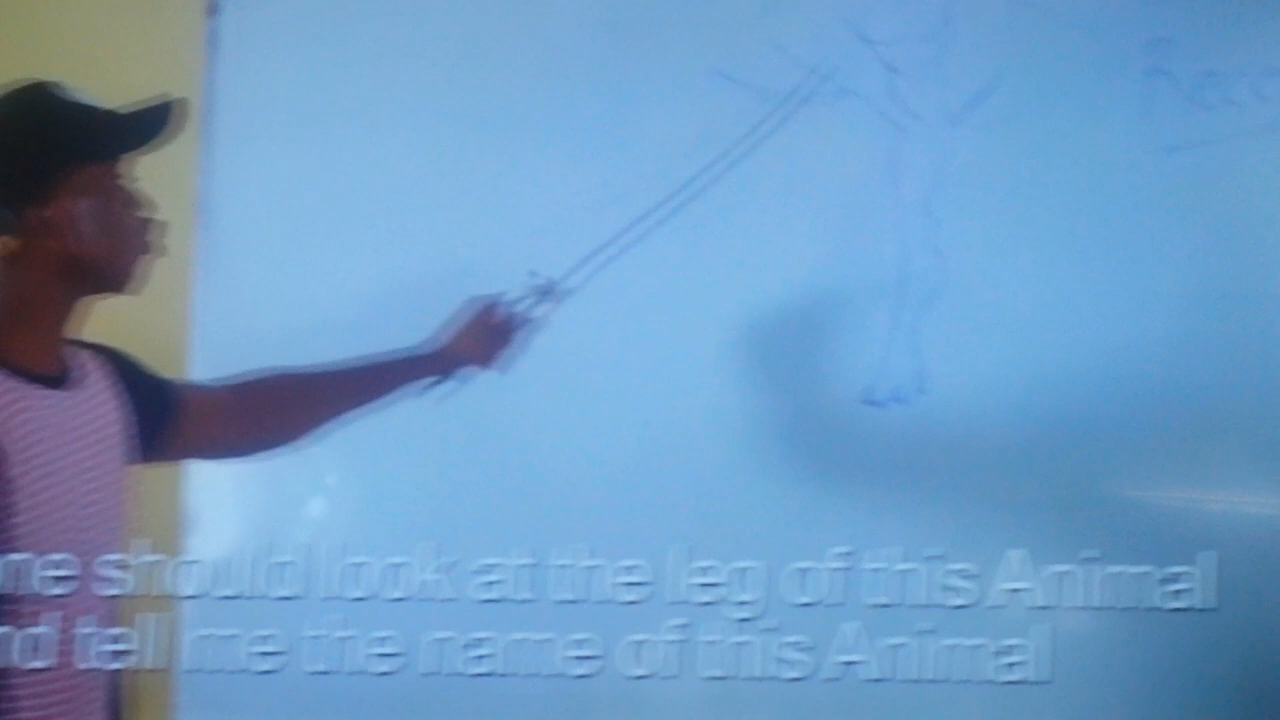 should look at the leg of this Animal
tell me the name of this Animal